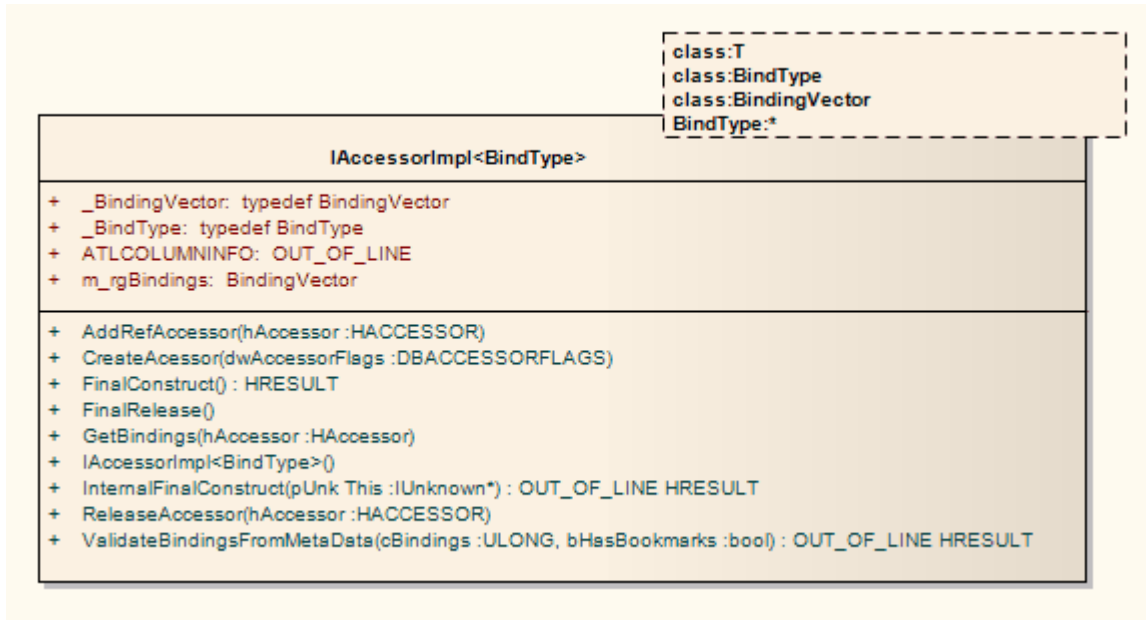 class:T
class:BindType
class:BindingVector
BindType:*
IAccessorImpl<BindType>
+ _BindingVector: typedef BindingVector
+ _BindType: typedef BindType
+ ATLCOLUMNINFO: OUT_OF_LINE
+ m_rgBindings: BindingVector
+ AddRefAccessor(hAccessor :HACCESSOR)
+ CreateAcessor(dwAccessorFlags :DBACCESSORFLAGS)
+ FinalConstruct() : HRESULT
+ FinalRelease()
+ GetBindings(hAccessor :HAccessor)
+ IAccessorImpl<BindType>()
+ InternalFinalConstruct(pUnk This :IUnknown*) : OUT_OF_LINE HRESULT
+ ReleaseAccessor(hAccessor :HACCESSOR)
+ ValidateBindingsFromMetaData(cBindings :ULONG, bHasBookmarks :bool) : OUT_OF_LINE HRESULT